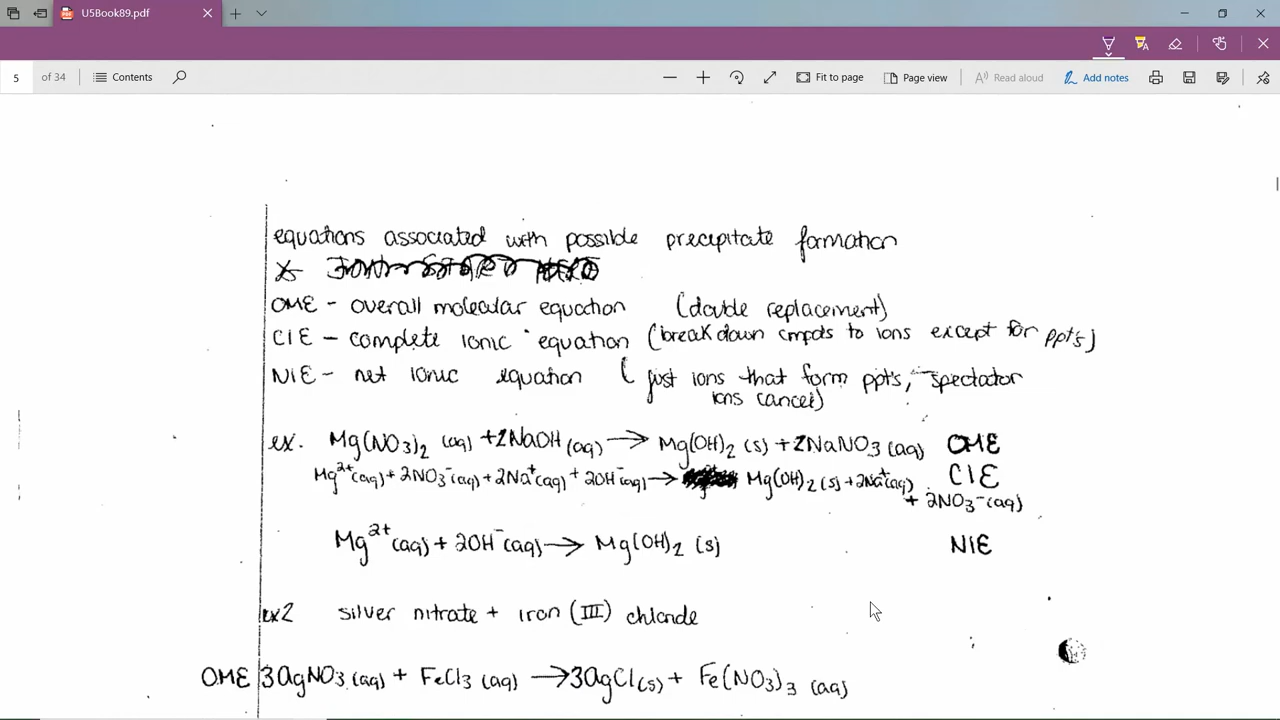 U5Book89.pdf
5 of 34 Contents Fit to page Page view Read aloud Add notes
equations associated with possible precipitate formation
OME - overall molecular equation (double replacement)
CIE - complete ionic equation (break down cmpds to ions except for ppt's)
NIE - net ionic equation (just ions that form ppt's, spectator
ions cancel)
ex. Mg(NO₃)₂ (aq) + 2NaOH (aq) → Mg(OH)₂ (s) + 2NaNO₃ (aq) OME
Mg²⁺(aq) + 2NO₃⁻(aq) + 2Na⁺(aq) + 2OH⁻(aq) → Mg(OH)₂ (s) + 2Na⁺(aq) CIE
+ 2NO₃⁻(aq)
Mg²⁺(aq) + 2OH⁻(aq) → Mg(OH)₂ (s) NIE
ex2 silver nitrate + iron (III) chloride
OME 3AgNO₃ (aq) + FeCl₃ (aq) → 3AgCl(s) + Fe(NO₃)₃ (aq)